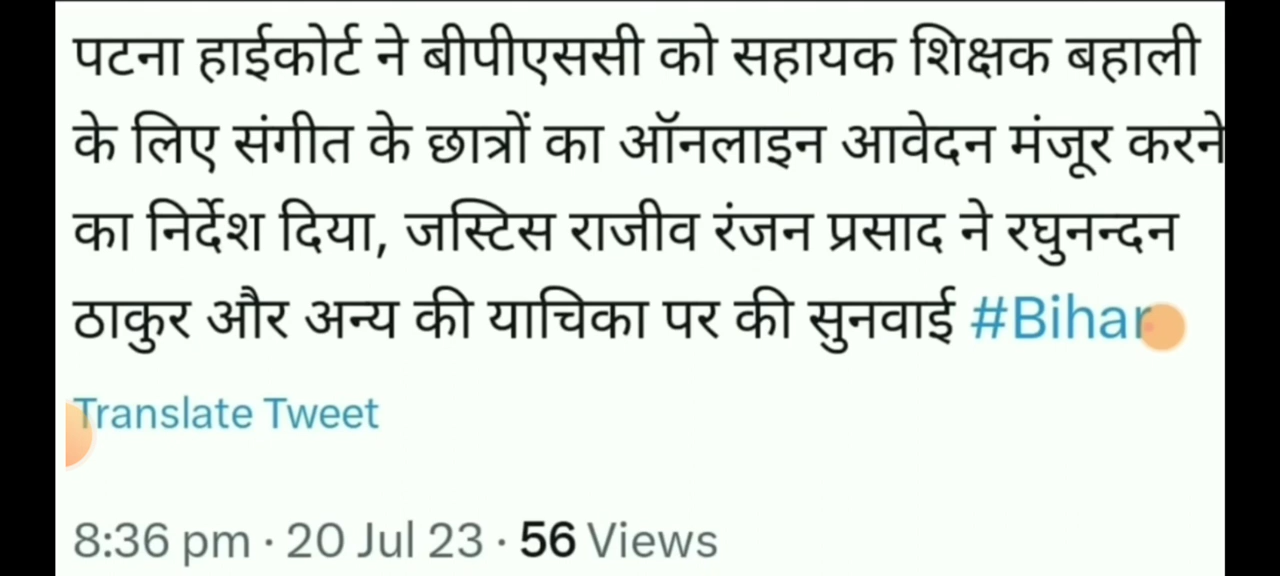 पटना हाईकोर्ट ने बीपीएससी को सहायक शिक्षक बहाली
के लिए संगीत के छात्रों का ऑनलाइन आवेदन मंजूर करने
का निर्देश दिया, जस्टिस राजीव रंजन प्रसाद ने रघुनन्दन
ठाकुर और अन्य की याचिका पर की सुनवाई #Bihar
Translate Tweet
8:36 pm · 20 Jul 23 · 56 Views